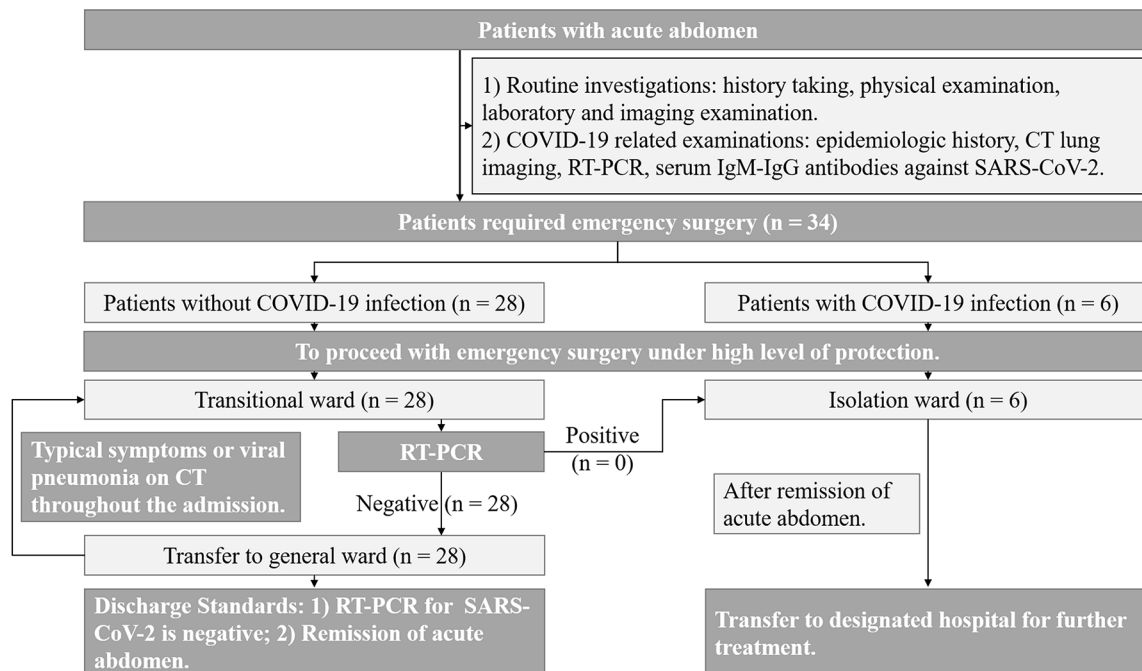 Patients with acute abdomen
1) Routine investigations: history taking, physical examination,
laboratory and imaging examination.
2) COVID-19 related examinations: epidemiologic history, CT lung
imaging, RT-PCR, serum IgM-IgG antibodies against SARS-CoV-2.
Patients required emergency surgery (n = 34)
Patients without COVID-19 infection (n = 28)
Patients with COVID-19 infection (n = 6)
To proceed with emergency surgery under high level of protection.
Transitional ward (n = 28)
Isolation ward (n = 6)
Typical symptoms or viral
pneumonia on CT
throughout the admission.
RT-PCR
Positive
(n = 0)
Negative (n = 28)
After remission of
acute abdomen.
Transfer to general ward (n = 28)
Discharge Standards: 1) RT-PCR for SARS-
CoV-2 is negative; 2) Remission of acute
abdomen.
Transfer to designated hospital for further
treatment.